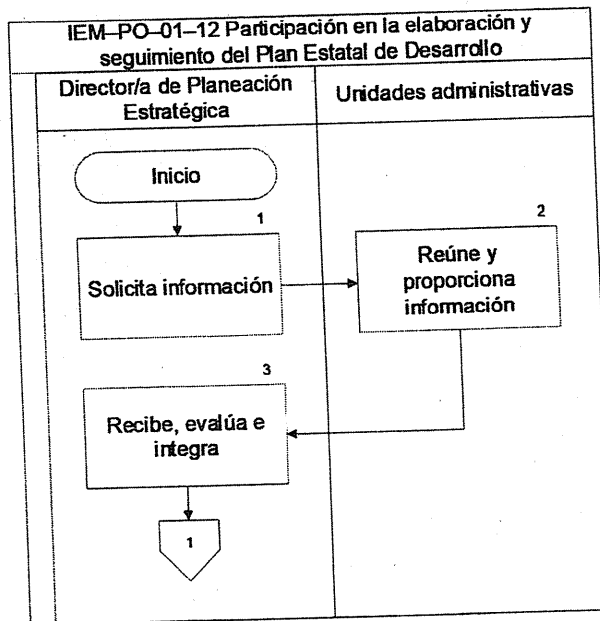 IEM–PO–01–12 Participación en la elaboración y
seguimiento del Plan Estatal de Desarrollo
Director/a de Planeación
Estratégica
Unidades administrativas
Inicio
1
Solicita información
2
Reúne y
proporciona
información
3
Recibe, evalúa e
integra
1